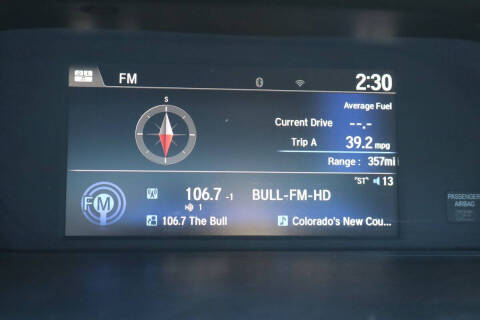 FM
2:30
S
Average Fuel
Current Drive --.-
Trip A 39.2 mpg
Range : 357mi
"ST" 13
FM
106.7 -1 BULL-FM-HD
1
106.7 The Bull Colorado's New Cou...
PASSENGER
AIRBAG